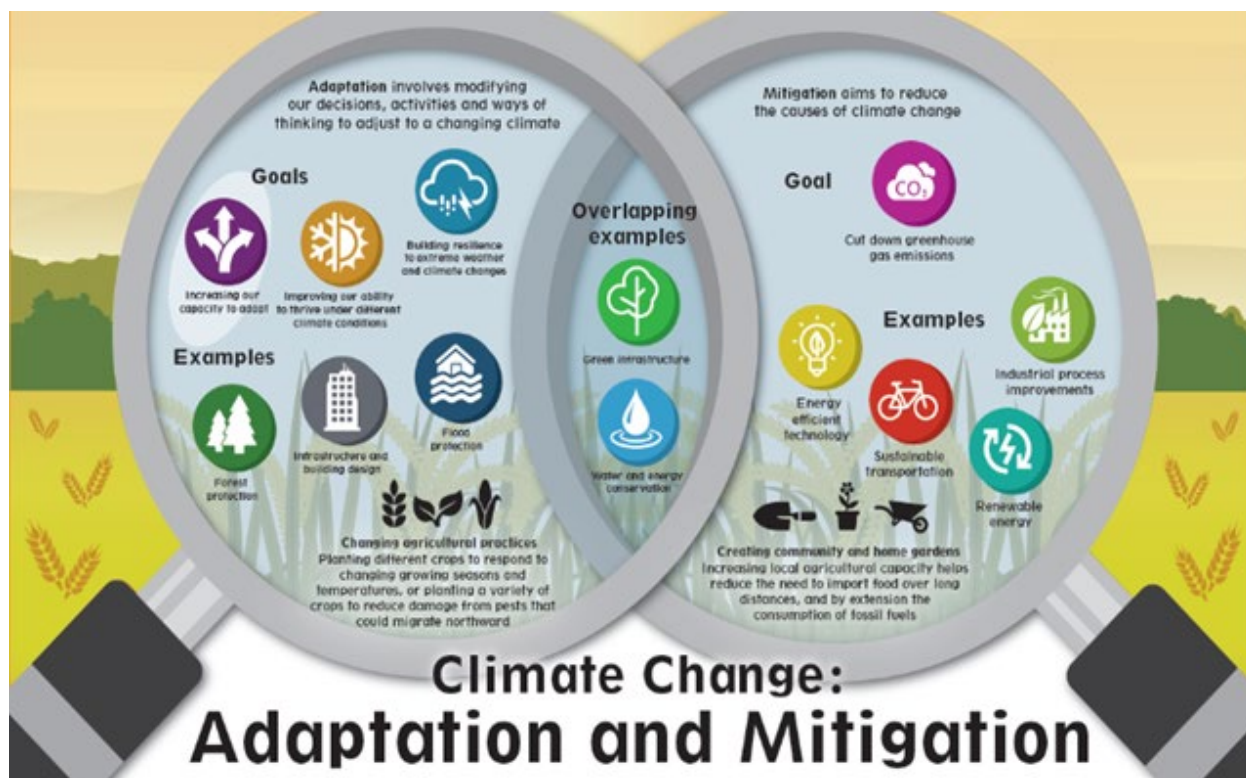 Adaptation involves modifying
our decisions, activities and ways of
thinking to adjust to a changing climate
Goals
Increasing our
capacity to adapt
Improving our ability
to thrive under different
climate conditions
Building resilience
to extreme weather
and climate changes
Examples
Forest
protection
Infrastructure and
building design
Flood
protection
Changing agricultural practices
Planting different crops to respond to
changing growing seasons and
temperatures, or planting a variety of
crops to reduce damage from pests that
could migrate northward
Overlapping
examples
Green infrastructure
Water and energy
conservation
Mitigation aims to reduce
the causes of climate change
Goal
CO₂
Cut down greenhouse
gas emissions
Examples
Energy
efficient
technology
Sustainable
transportation
Industrial process
improvements
Renewable
energy
Creating community and home gardens
Increasing local agricultural capacity helps
reduce the need to import food over long
distances, and by extension the
consumption of fossil fuels
Climate Change:
Adaptation and Mitigation